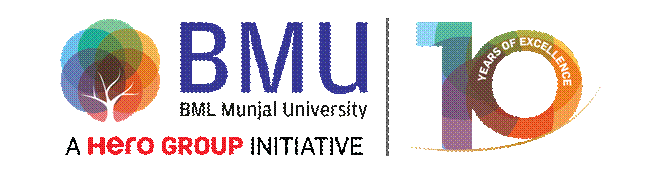 BMU
BML Munjal University
A Hero GROUP INITIATIVE
10
YEARS OF EXCELLENCE